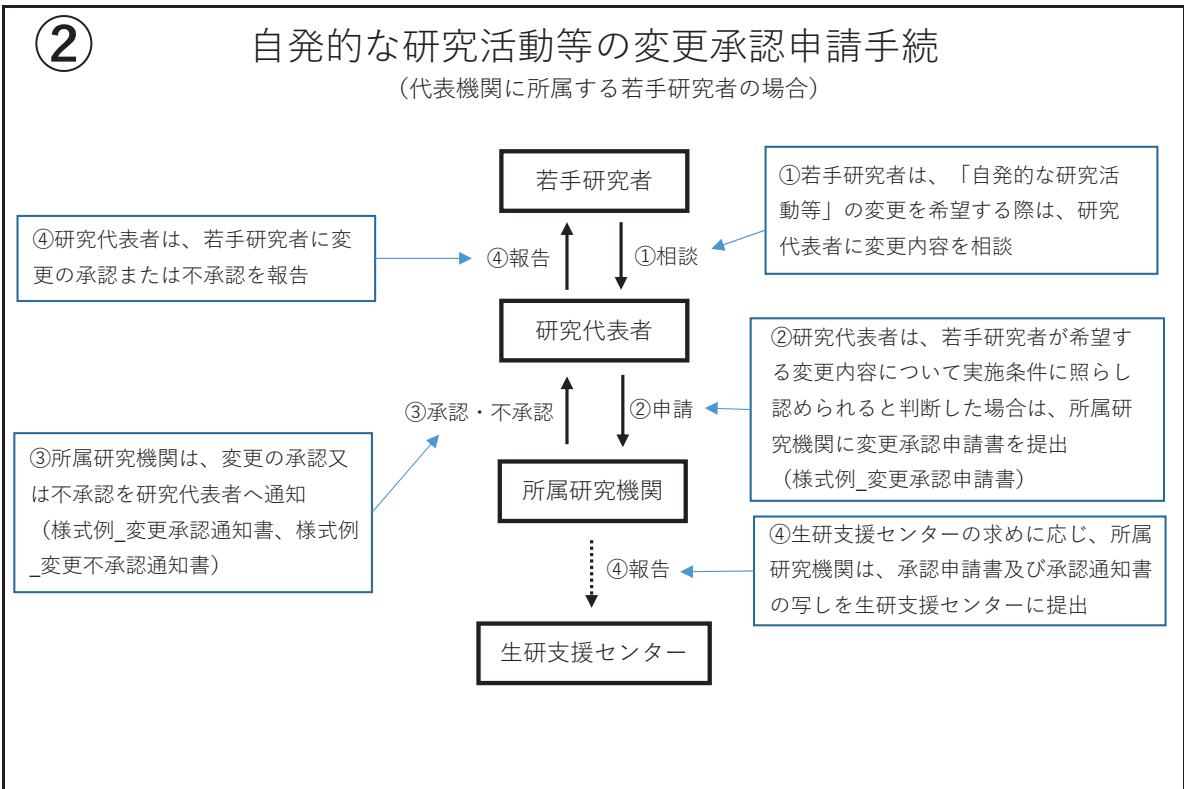 ②
自発的な研究活動等の変更承認申請手続
（代表機関に所属する若手研究者の場合）
若手研究者
①若手研究者は、「自発的な研究活
動等」の変更を希望する際は、研究
代表者に変更内容を相談
④研究代表者は、若手研究者に変
更の承認または不承認を報告
④報告
①相談
研究代表者
②研究代表者は、若手研究者が希望す
る変更内容について実施条件に照らし
認められると判断した場合は、所属研
究機関に変更承認申請書を提出
（様式例_変更承認申請書）
③承認・不承認
②申請
③所属研究機関は、変更の承認又
は不承認を研究代表者へ通知
（様式例_変更承認通知書、様式例
_変更不承認通知書）
所属研究機関
④生研支援センターの求めに応じ、所属
研究機関は、承認申請書及び承認通知書
の写しを生研支援センターに提出
④報告
生研支援センター